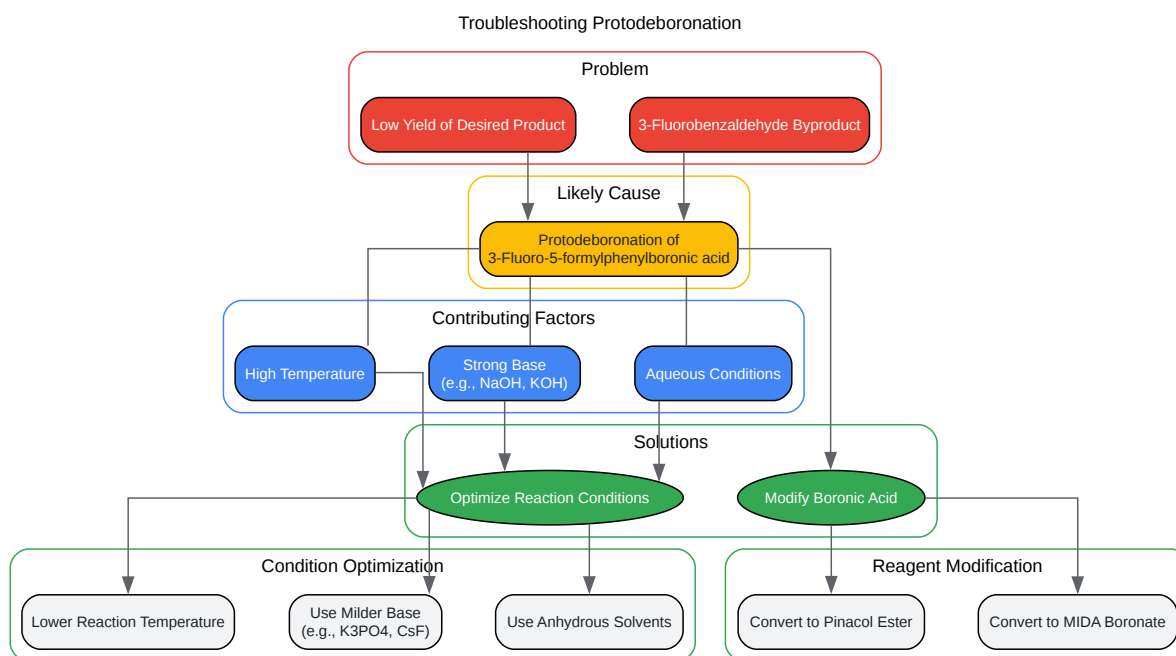 Troubleshooting Protodeboronation
Problem
Low Yield of Desired Product
3-Fluorobenzaldehyde Byproduct
Likely Cause
Protodeboronation of
3-Fluoro-5-formylphenylboronic acid
Contributing Factors
High Temperature
Strong Base
(e.g., NaOH, KOH)
Aqueous Conditions
Solutions
Optimize Reaction Conditions
Modify Boronic Acid
Condition Optimization
Lower Reaction Temperature
Use Milder Base
(e.g., K3PO4, CsF)
Use Anhydrous Solvents
Reagent Modification
Convert to Pinacol Ester
Convert to MIDA Boronate